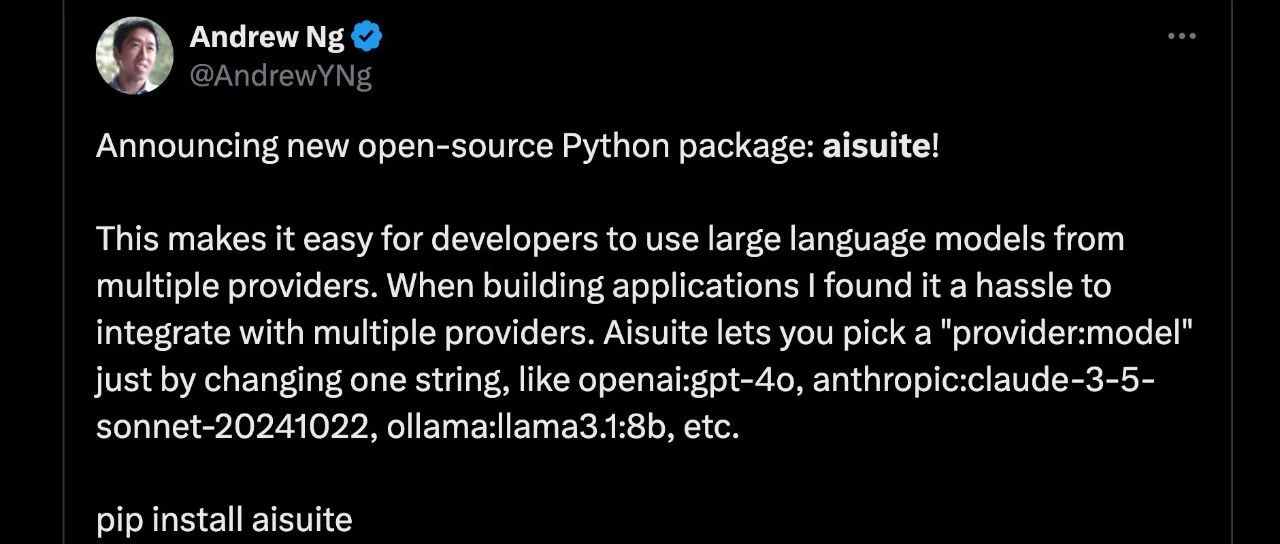 Andrew Ng
@AndrewYNg
Announcing new open-source Python package: aisuite!
This makes it easy for developers to use large language models from
multiple providers. When building applications I found it a hassle to
integrate with multiple providers. Aisuite lets you pick a "provider:model"
just by changing one string, like openai:gpt-4o, anthropic:claude-3-5-
sonnet-20241022, ollama:llama3.1:8b, etc.
pip install aisuite